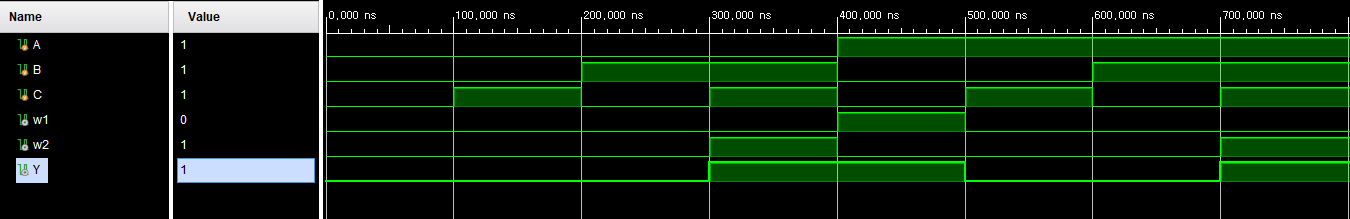 Name Value 0,000 ns 100,000 ns 200,000 ns 300,000 ns 400,000 ns 500,000 ns 600,000 ns 700,000 ns
A 1
B 1
C 1
w1 0
w2 1
Y 1